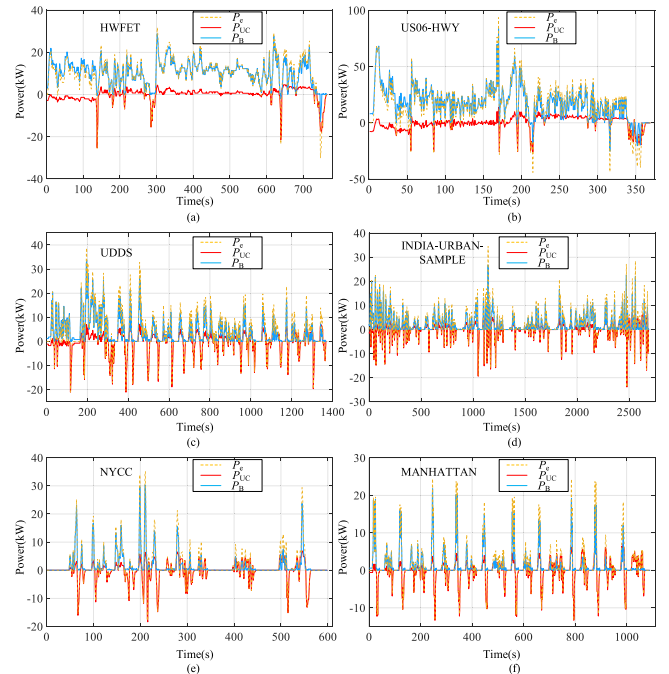 HWFET
P_e
P_UC
P_B
Power(kW)
40
20
0
-20
-40
0 100 200 300 400 500 600 700
Time(s)
(a)
US06-HWY
P_e
P_UC
P_B
Power(kW)
100
50
0
-50
0 50 100 150 200 250 300 350
Time(s)
(b)
UDDS
P_e
P_UC
P_B
Power(kW)
40
30
20
10
0
-10
-20
0 200 400 600 800 1000 1200 1400
Time(s)
(c)
INDIA-URBAN-
SAMPLE
P_e
P_UC
P_B
Power(kW)
40
30
20
10
0
-10
-20
-30
0 500 1000 1500 2000 2500
Time(s)
(d)
NYCC
P_e
P_UC
P_B
Power(kW)
40
30
20
10
0
-10
-20
0 100 200 300 400 500 600
Time(s)
(e)
MANHATTAN
P_e
P_UC
P_B
Power(kW)
30
20
10
0
-10
0 200 400 600 800 1000
Time(s)
(f)